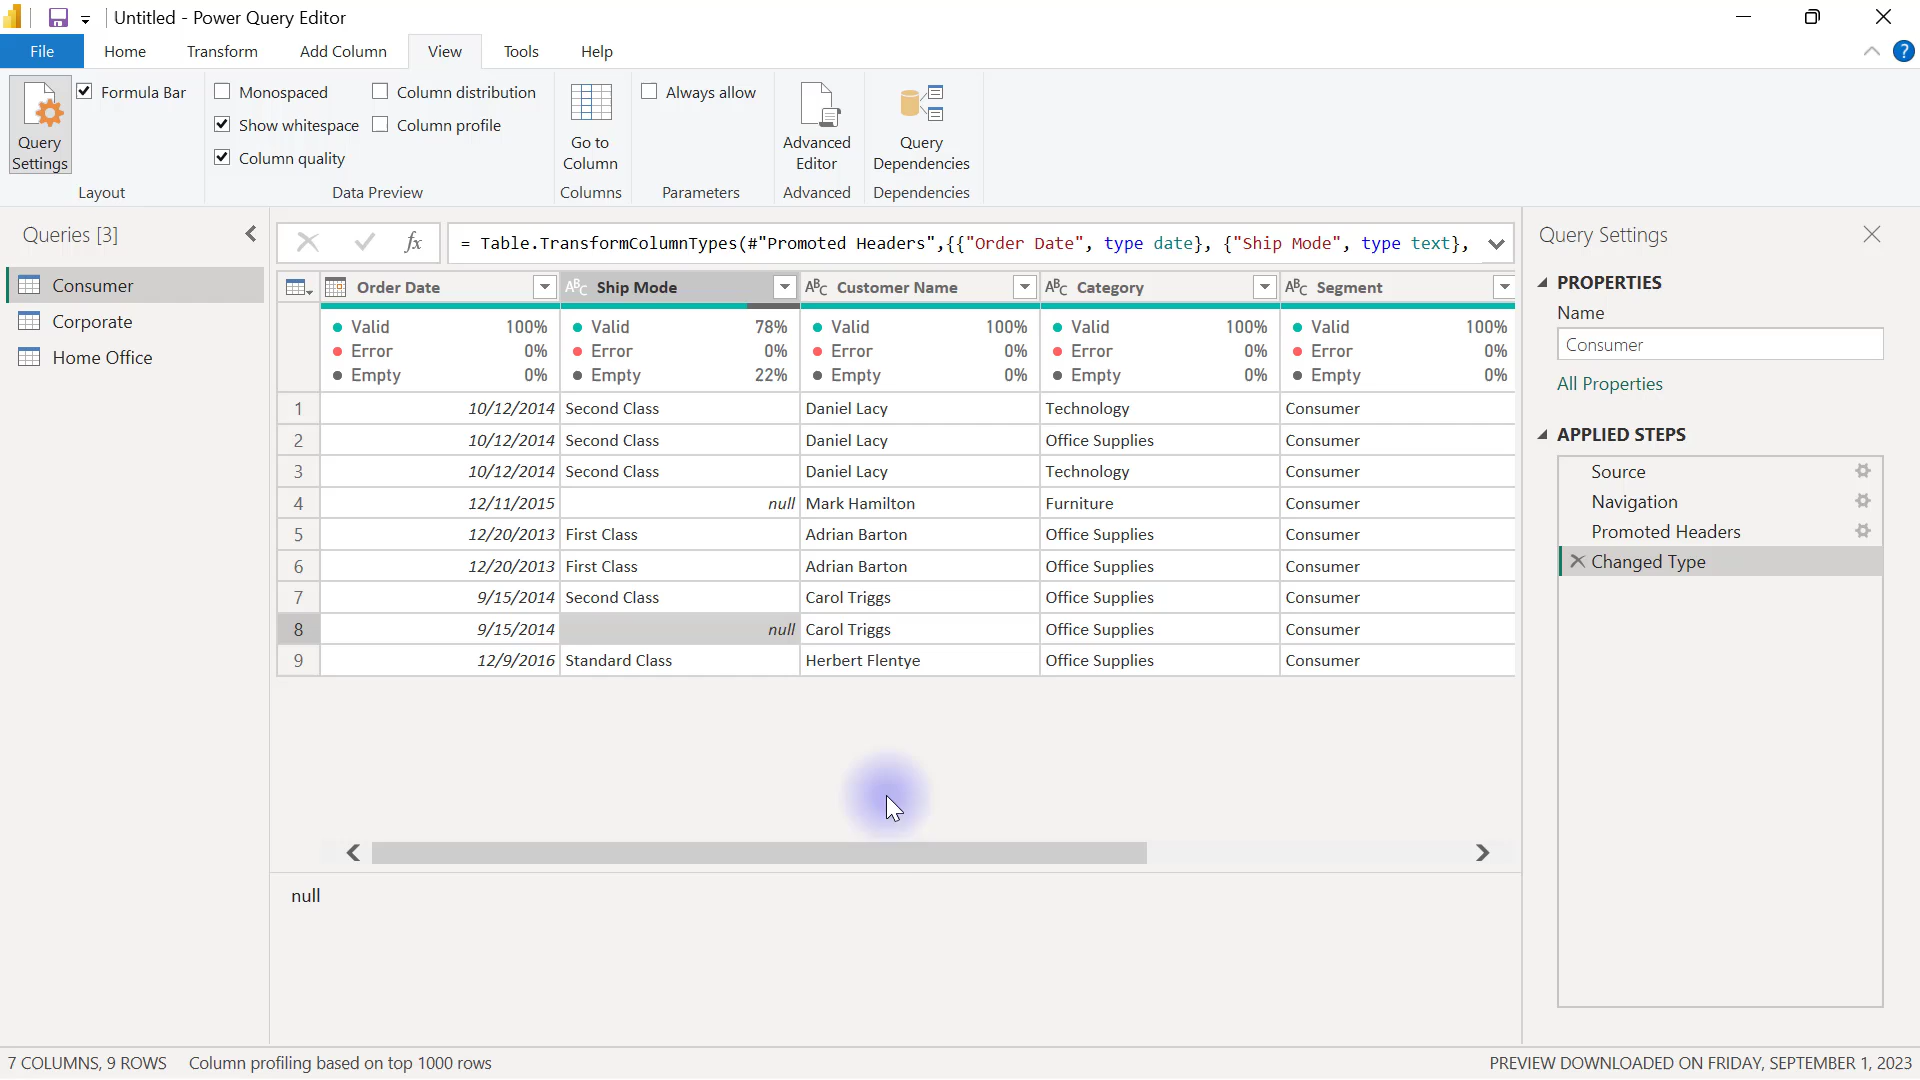 Untitled - Power Query Editor
File Home Transform Add Column View Tools Help
Query Settings
Formula Bar
Layout
Monospaced
Show whitespace
Column quality
Column distribution
Column profile
Data Preview
Go to Column
Columns
Always allow
Parameters
Advanced Editor
Advanced
Query Dependencies
Dependencies
Queries [3]
Consumer
Corporate
Home Office
fx = Table.TransformColumnTypes(#"Promoted Headers",{{"Order Date", type date}, {"Ship Mode", type text},
Order Date ABC Ship Mode ABC Customer Name ABC Category ABC Segment
Valid 100% Valid 78% Valid 100% Valid 100% Valid 100%
Error 0% Error 0% Error 0% Error 0% Error 0%
Empty 0% Empty 22% Empty 0% Empty 0% Empty 0%
1 10/12/2014 Second Class Daniel Lacy Technology Consumer
2 10/12/2014 Second Class Daniel Lacy Office Supplies Consumer
3 10/12/2014 Second Class Daniel Lacy Technology Consumer
4 12/11/2015 null Mark Hamilton Furniture Consumer
5 12/20/2013 First Class Adrian Barton Office Supplies Consumer
6 12/20/2013 First Class Adrian Barton Office Supplies Consumer
7 9/15/2014 Second Class Carol Triggs Office Supplies Consumer
8 9/15/2014 null Carol Triggs Office Supplies Consumer
9 12/9/2016 Standard Class Herbert Flentye Office Supplies Consumer
null
Query Settings
PROPERTIES
Name
Consumer
All Properties
APPLIED STEPS
Source
Navigation
Promoted Headers
Changed Type
7 COLUMNS, 9 ROWS Column profiling based on top 1000 rows
PREVIEW DOWNLOADED ON FRIDAY, SEPTEMBER 1, 2023